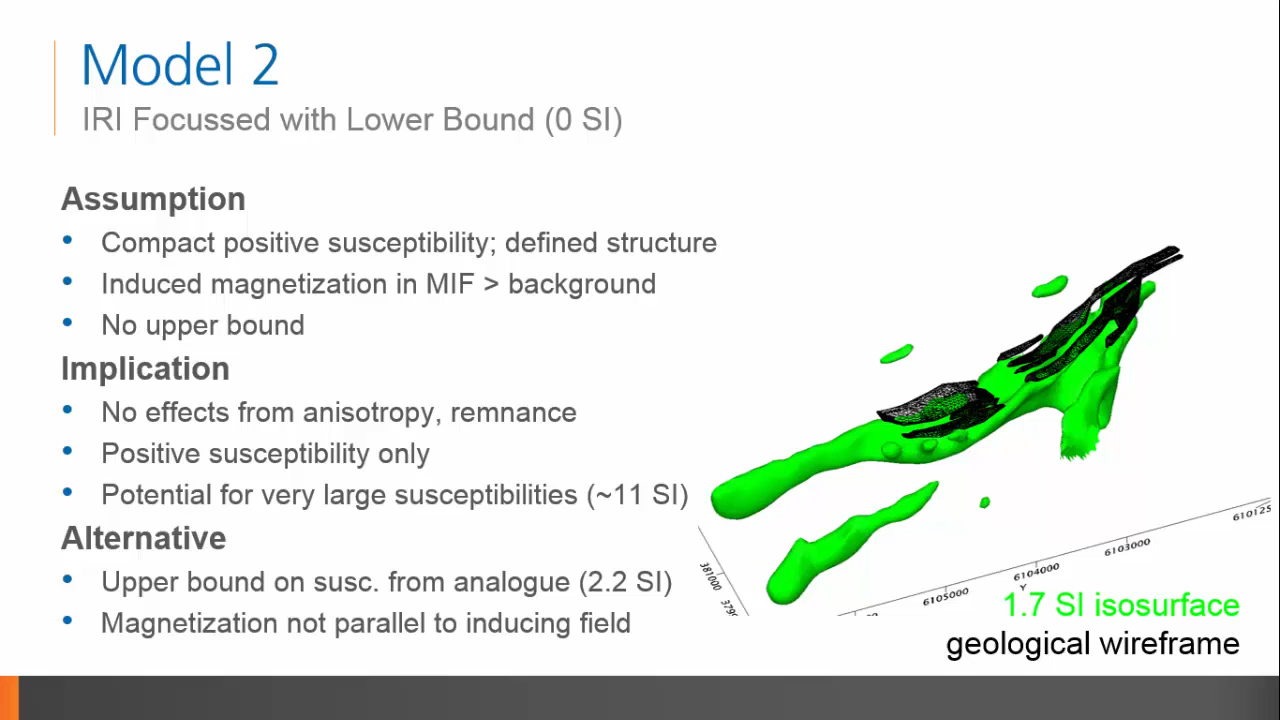 Model 2
IRI Focussed with Lower Bound (0 SI)
Assumption
• Compact positive susceptibility; defined structure
• Induced magnetization in MIF > background
• No upper bound
Implication
• No effects from anisotropy, remnance
• Positive susceptibility only
• Potential for very large susceptibilities (~11 SI)
Alternative
• Upper bound on susc. from analogue (2.2 SI)
• Magnetization not parallel to inducing field
381000
6105000
Y
6104000
6103000
1.7 SI isosurface
geological wireframe